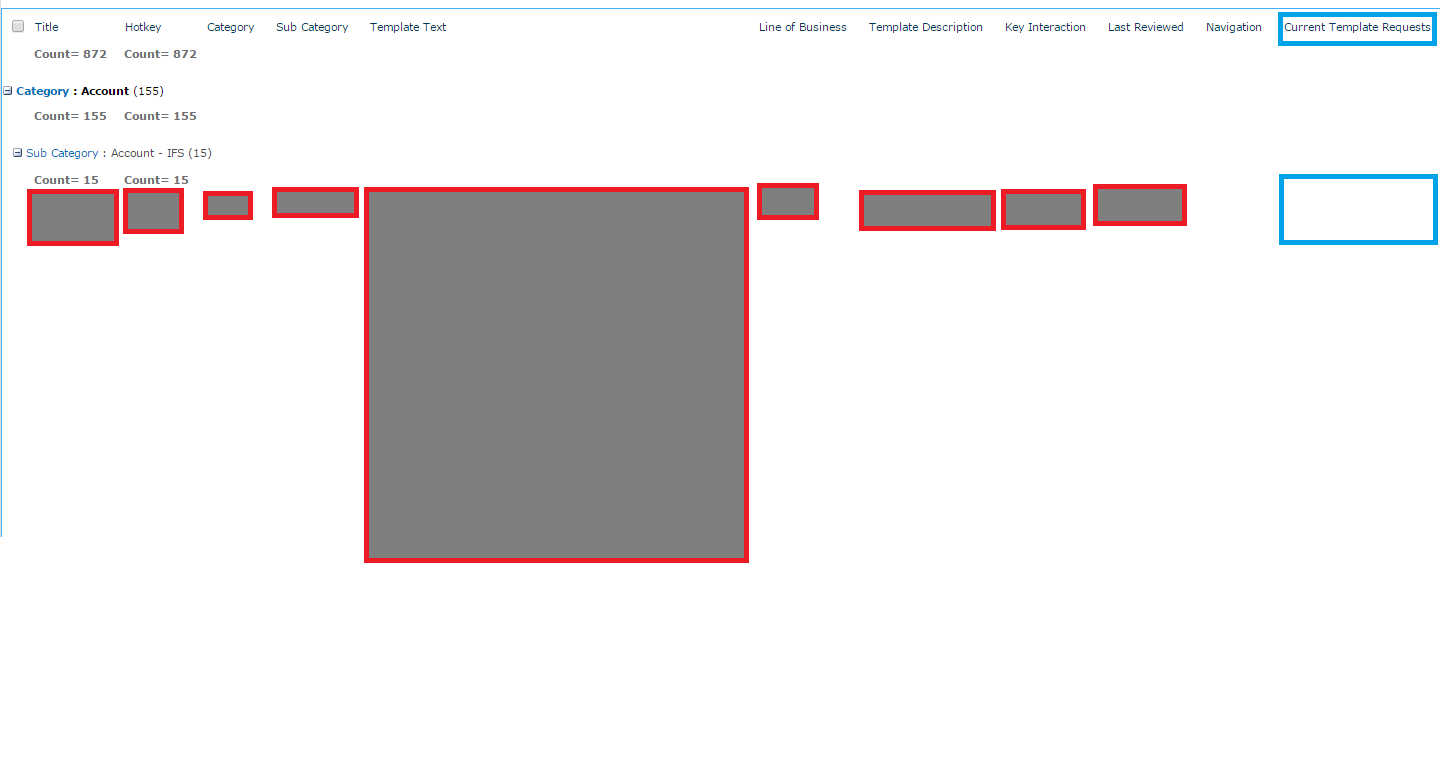 Title Hotkey Category Sub Category Template Text Line of Business Template Description Key Interaction Last Reviewed Navigation Current Template Requests
Count= 872 Count= 872
Category : Account (155)
Count= 155 Count= 155
Sub Category : Account - IFS (15)
Count= 15 Count= 15